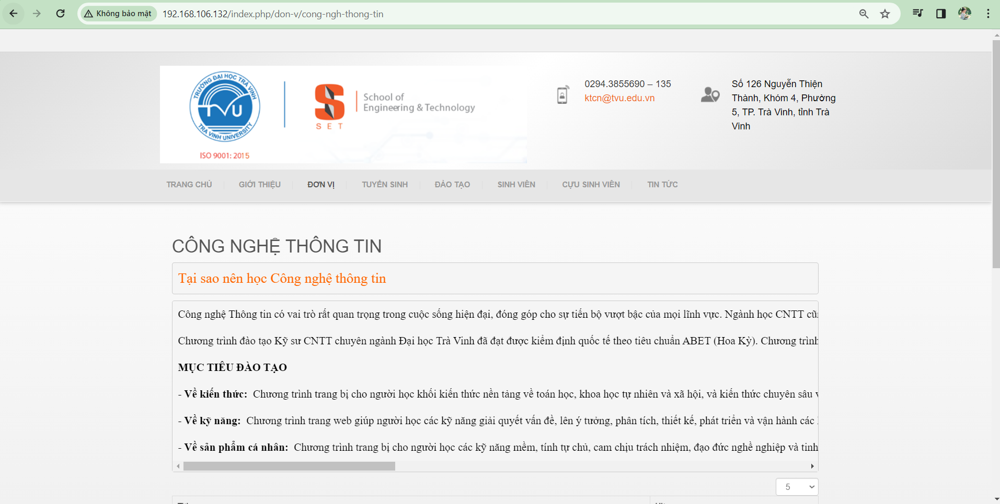 Không bảo mật
192.168.106.132/index.php/don-v/cong-ngh-thong-tin
TRƯỜNG ĐẠI HỌC TRÀ VINH
TVU
TRA VINH UNIVERSITY
ISO 9001: 2015
SET
School of
Engineering & Technology
0294.3855690 – 135
ktcn@tvu.edu.vn
Số 126 Nguyễn Thiện
Thành, Khóm 4, Phường
5, TP. Trà Vinh, tỉnh Trà
Vinh
TRANG CHỦ
GIỚI THIỆU
ĐƠN VỊ
TUYỂN SINH
ĐÀO TẠO
SINH VIÊN
CỰU SINH VIÊN
TIN TỨC
CÔNG NGHỆ THÔNG TIN
Tại sao nên học Công nghệ thông tin
Công nghệ Thông tin có vai trò rất quan trọng trong cuộc sống hiện đại, đóng góp cho sự tiến bộ vượt bậc của mọi lĩnh vực. Ngành học CNTT
Chương trình đào tạo Kỹ sư CNTT chuyên ngành Đại học Trà Vinh đã đạt được kiểm định quốc tế theo tiêu chuẩn ABET (Hoa Kỳ). Chương trình
MỤC TIÊU ĐÀO TẠO
- Về kiến thức: Chương trình trang bị cho người học khối kiến thức nền tảng về toán học, khoa học tự nhiên và xã hội, và kiến thức chuyên sâu
- Về kỹ năng: Chương trình trang web giúp người học các kỹ năng giải quyết vấn đề, lên ý tưởng, phân tích, thiết kế, phát triển và vận hành các
- Về sản phẩm cá nhân: Chương trình trang bị cho người học các kỹ năng mềm, tính tự chủ, cam chịu trách nhiệm, đạo đức nghề nghiệp và tinh
5